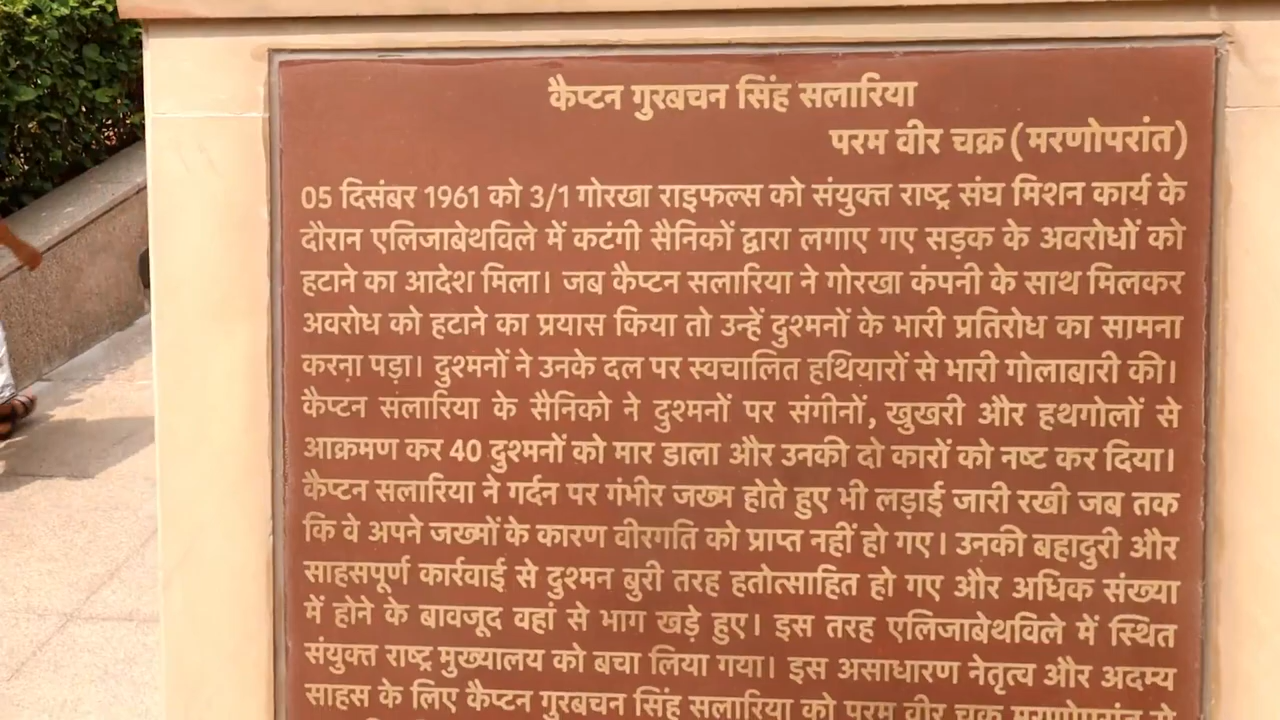 कैप्टन गुरबचन सिंह सलारिया
परम वीर चक्र (मरणोपरांत)
05 दिसंबर 1961 को 3/1 गोरखा राइफल्स को संयुक्त राष्ट्र संघ मिशन कार्य के
दौरान एलिजाबेथविले में कटंगी सैनिकों द्वारा लगाए गए सड़क के अवरोधों को
हटाने का आदेश मिला। जब कैप्टन सलारिया ने गोरखा कंपनी के साथ मिलकर
अवरोध को हटाने का प्रयास किया तो उन्हें दुश्मनों के भारी प्रतिरोध का सामना
करना पड़ा। दुश्मनों ने उनके दल पर स्वचालित हथियारों से भारी गोलाबारी की।
कैप्टन सलारिया के सैनिको ने दुश्मनों पर संगीनों, खुखरी और हथगोलों से
आक्रमण कर 40 दुश्मनों को मार डाला और उनकी दो कारों को नष्ट कर दिया।
कैप्टन सलारिया ने गर्दन पर गंभीर जख्म होते हुए भी लड़ाई जारी रखी जब तक
कि वे अपने जख्मों के कारण वीरगति को प्राप्त नहीं हो गए। उनकी बहादुरी और
साहसपूर्ण कार्रवाई से दुश्मन बुरी तरह हतोत्साहित हो गए और अधिक संख्या
में होने के बावजूद वहां से भाग खड़े हुए। इस तरह एलिजाबेथविले में स्थित
संयुक्त राष्ट्र मुख्यालय को बचा लिया गया। इस असाधारण नेतृत्व और अदम्य
साहस के लिए कैप्टन गुरबचन सिंह सलारिया को परम वीर चक्र मरणोपरांत से